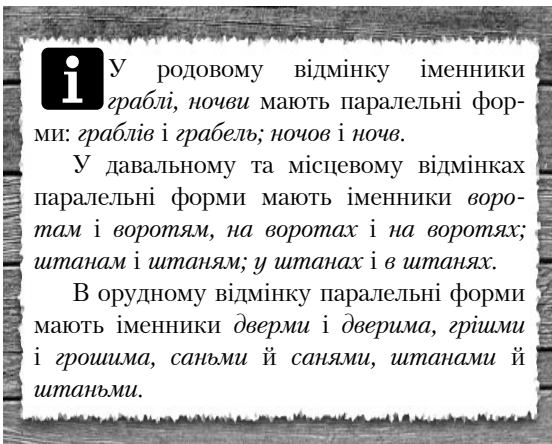 У родовому відмінку іменники
граблі, ночви мають паралельні фор-
ми: граблів і грабель; ночов і ночв.
У давальному та місцевому відмінках
паралельні форми мають іменники воро-
там і воротям, на воротах і на воротях;
штанам і штаням; у штанах і в штанях.
В орудному відмінку паралельні форми
мають іменники дверми і дверима, грішми
і грошима, саньми й санями, штанами й
штаньми.